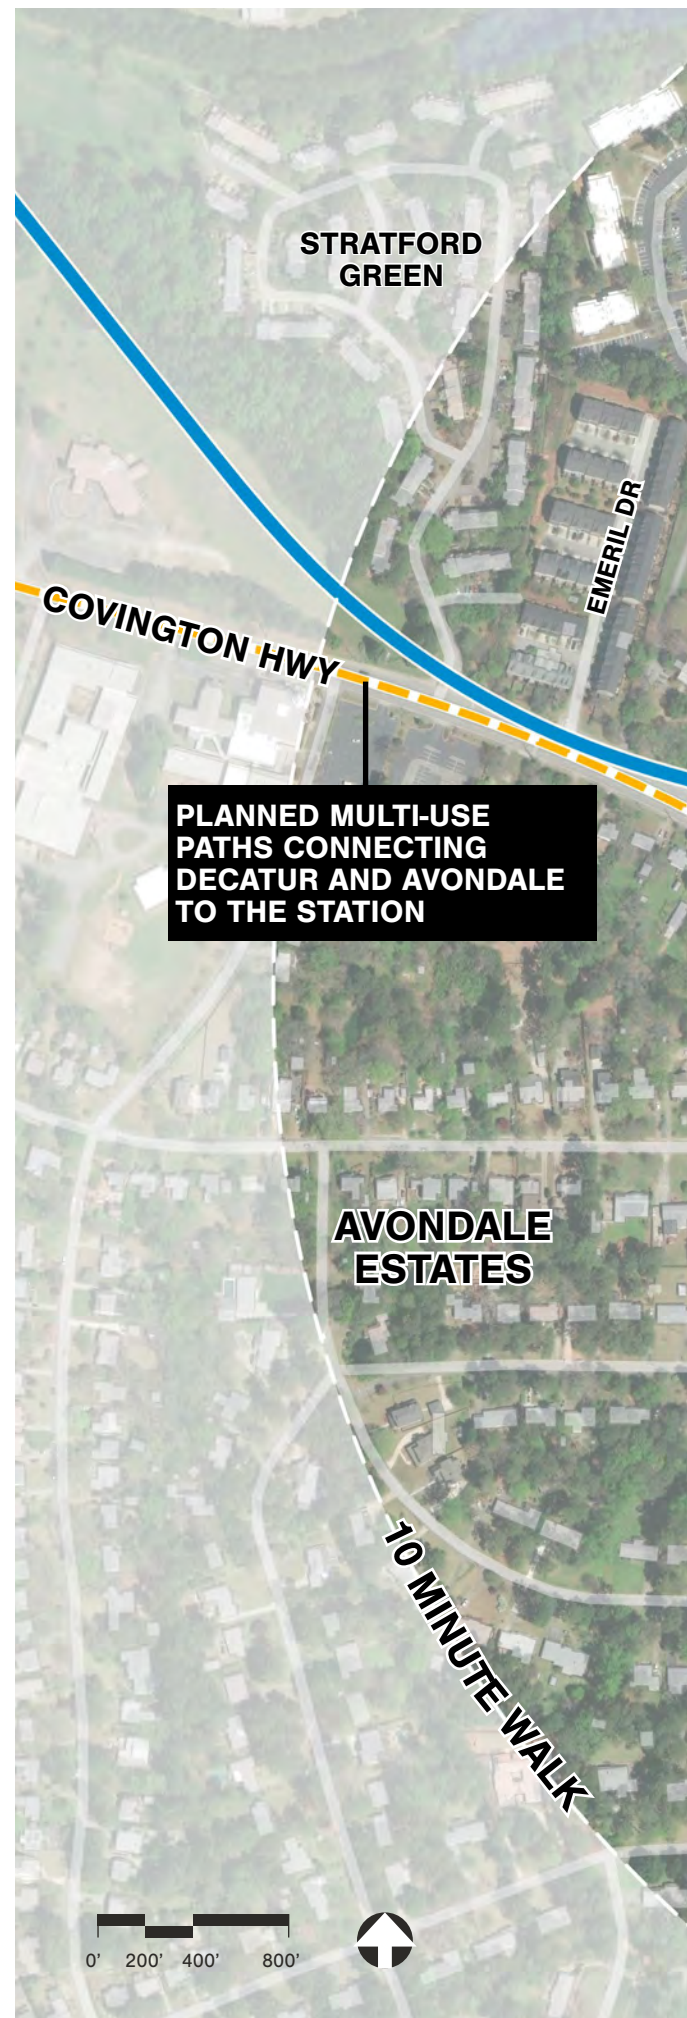 STRATFORD
GREEN
EMERIL DR
COVINGTON HWY
PLANNED MULTI-USE
PATHS CONNECTING
DECATUR AND AVONDALE
TO THE STATION
AVONDALE
ESTATES
10 MINUTE WALK
0' 200' 400' 800'